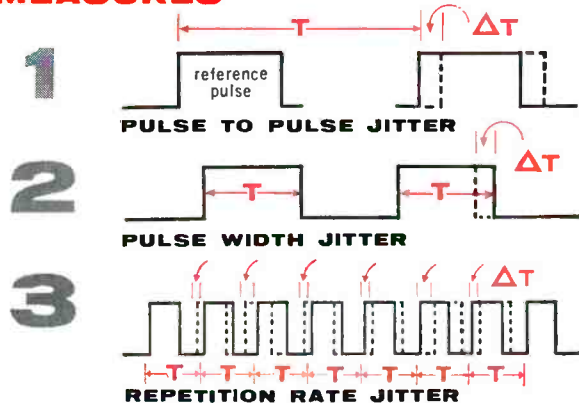 MEASURES
1
T ΔT
reference
pulse
PULSE TO PULSE JITTER
2
ΔT
T T
PULSE WIDTH JITTER
3
ΔT
T T T T T T T
REPETITION RATE JITTER